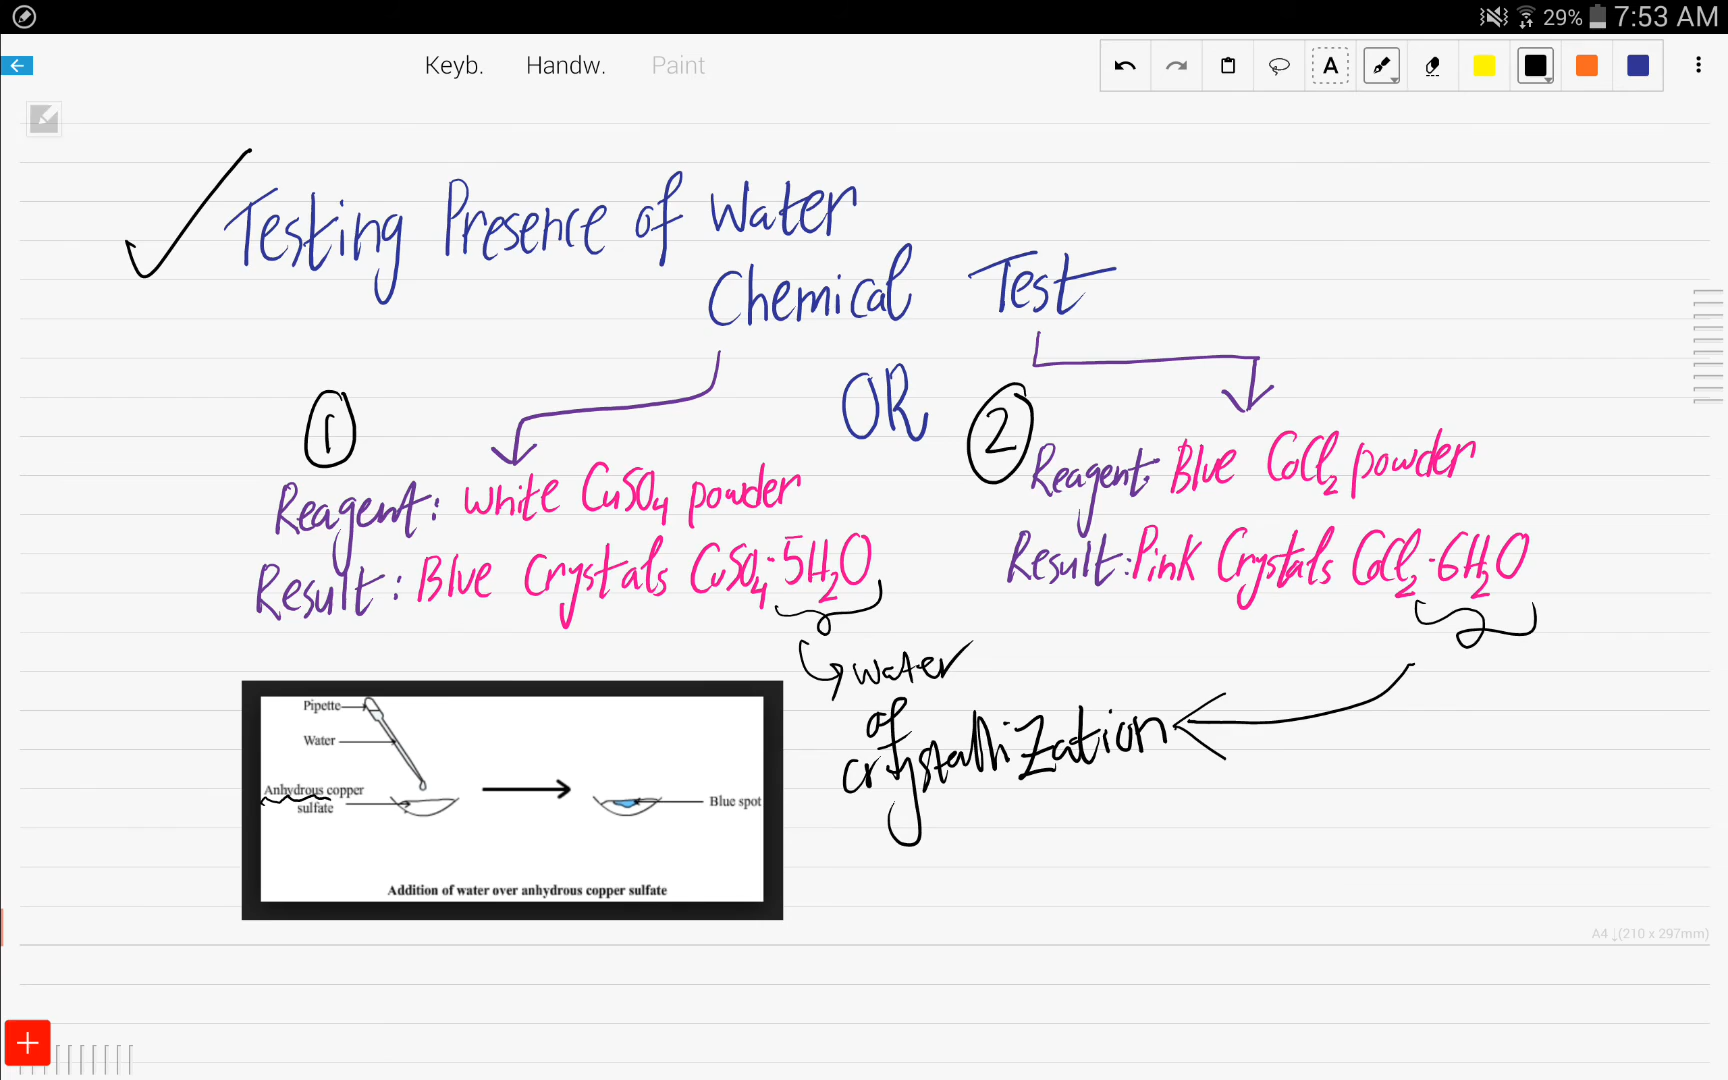 29% 7:53 AM
Keyb. Handw. Paint
A
Testing Presence of Water
Chemical Test
OR
1
Reagent: white CuSO4 powder
Result: Blue Crystals CuSO4·5H2O
2
Reagent: Blue CoCl2 powder
Result: Pink Crystals CoCl2·6H2O
water
of
crystallization
Pipette
Water
Anhydrous copper
sulfate
Blue spot
Addition of water over anhydrous copper sulfate
A4 ↓(210 x 297mm)